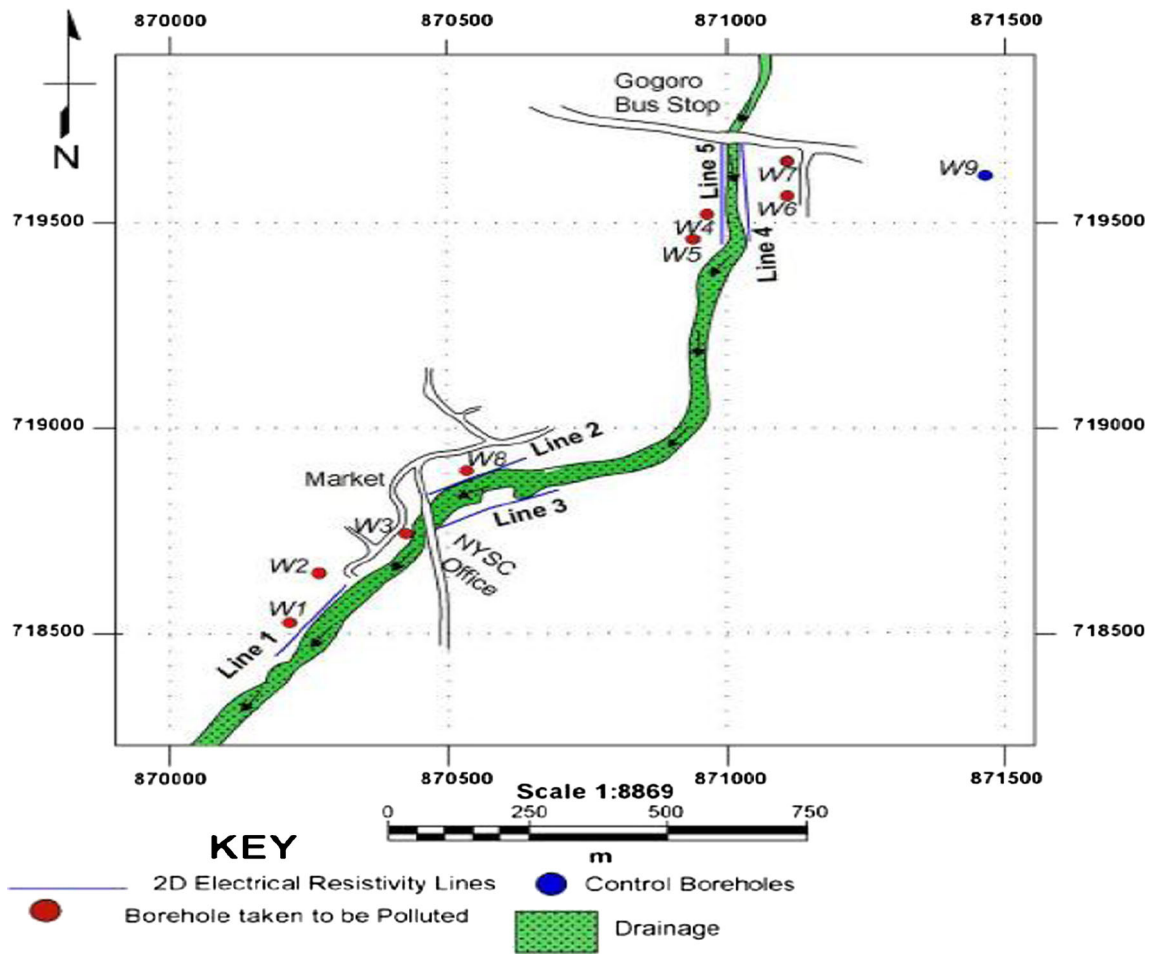 870000 870500 871000 871500
Gogoro
Bus Stop
N
Line 5
W7
W9
W6
719500 719500
W4
W5
Line 4
719000 719000
Line 2
W8
Market
Line 3
W3
NYSC
Office
W2
W1
718500 718500
Line 1
870000 870500 871000 871500
Scale 1:8869
0 250 500 750
m
KEY
2D Electrical Resistivity Lines
Control Boreholes
Borehole taken to be Polluted
Drainage